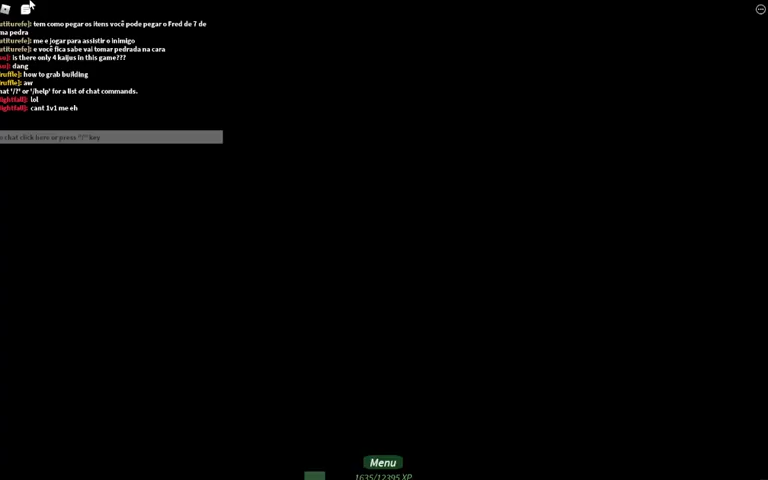 utiturefe]: tem como pegar os itens você pode pegar o Fred de 7 de
ma pedra
utiturefe]: me e jogar para assistir o inimigo
utiturefe]: e você fica sabe vai tomar pedrada na cara
is there only 4 kaijus in this game???
dang
ruffle]: how to grab building
ruffle]: aw
hat '/?' or '/help' for a list of chat commands.
lightfall]: lol
lightfall]: cant 1v1 me eh
chat click here or press "/" key
Menu
1635/12395 XP